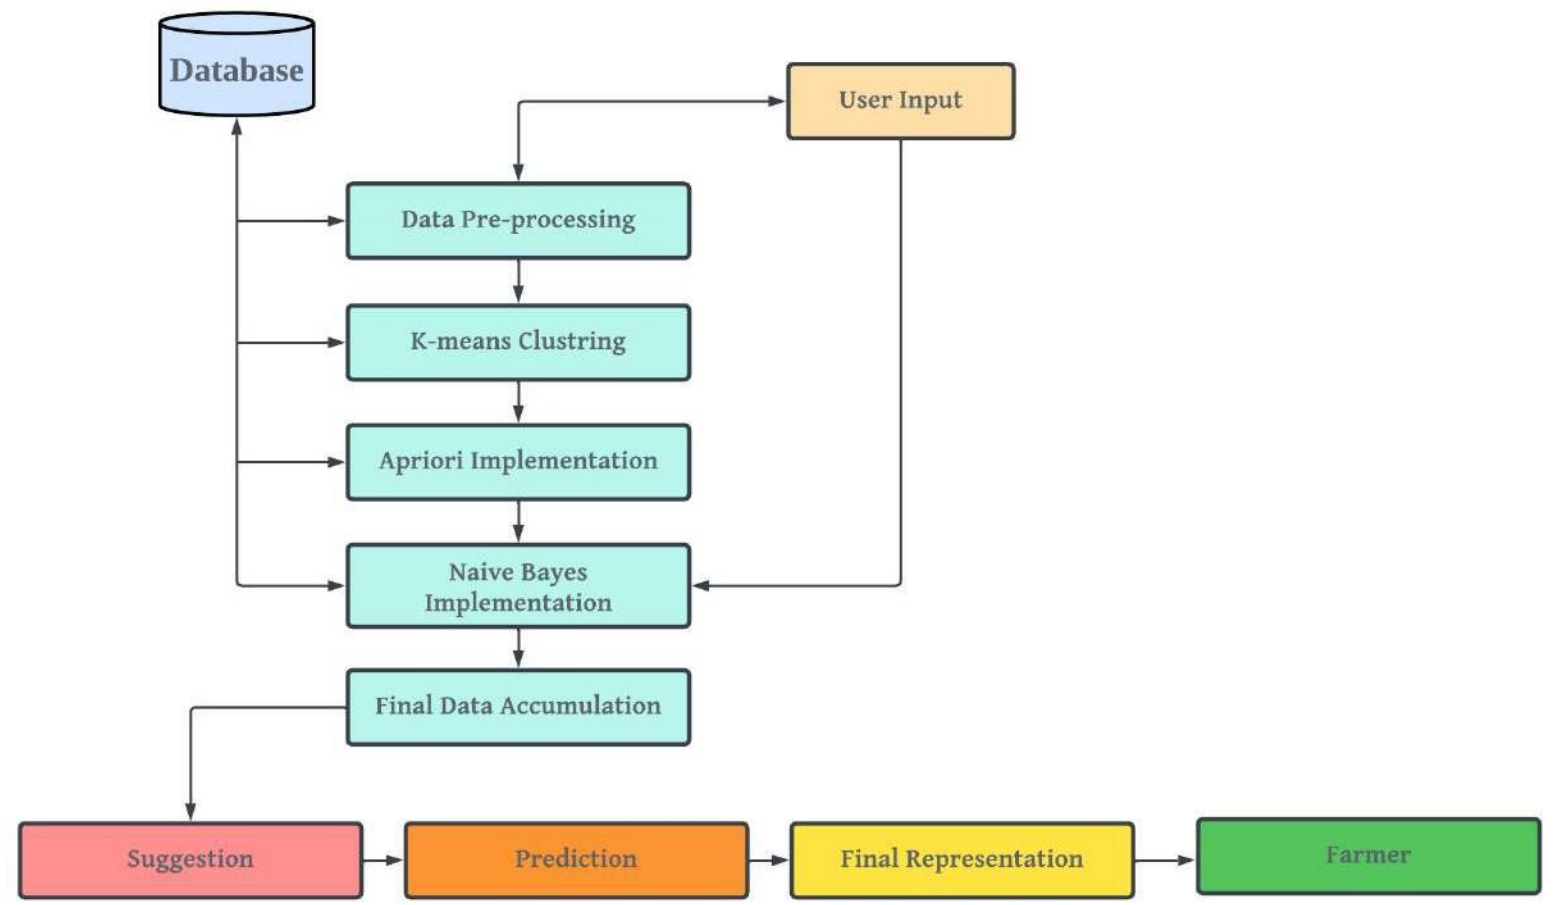 Database
User Input
Data Pre-processing
K-means Clustring
Apriori Implementation
Naive Bayes
Implementation
Final Data Accumulation
Suggestion
Prediction
Final Representation
Farmer